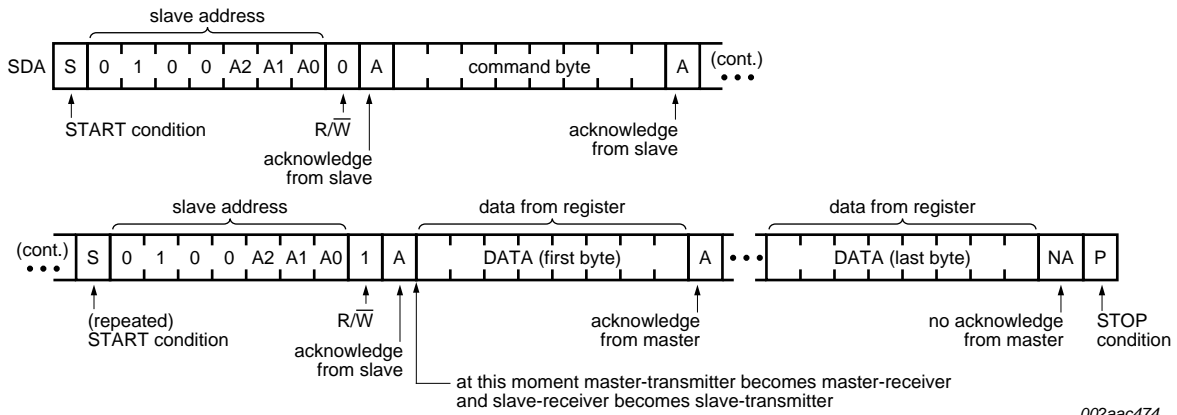 slave address
SDA S 0 1 0 0 A2 A1 A0 0 A command byte A (cont.)
START condition R/W̅ acknowledge from slave acknowledge from slave
slave address data from register data from register
(cont.) S 0 1 0 0 A2 A1 A0 1 A DATA (first byte) A DATA (last byte) NA P
(repeated) START condition R/W̅ acknowledge from slave acknowledge from master no acknowledge from master STOP condition
at this moment master-transmitter becomes master-receiver
and slave-receiver becomes slave-transmitter
002aac474